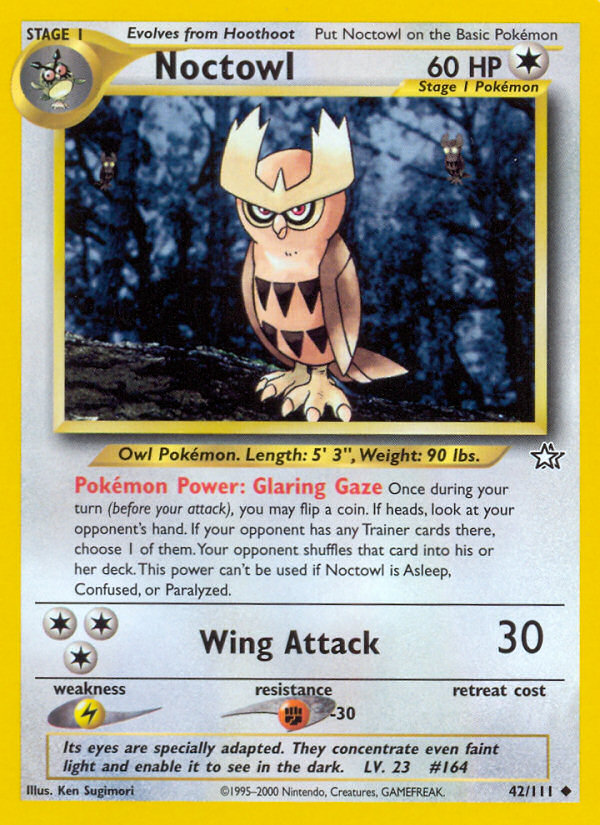 STAGE 1 Evolves from Hoothoot Put Noctowl on the Basic Pokémon
Noctowl 60 HP
Stage 1 Pokémon
Owl Pokémon. Length: 5' 3", Weight: 90 lbs.
Pokémon Power: Glaring Gaze Once during your
turn (before your attack), you may flip a coin. If heads, look at your
opponent's hand. If your opponent has any Trainer cards there,
choose 1 of them. Your opponent shuffles that card into his or
her deck. This power can't be used if Noctowl is Asleep,
Confused, or Paralyzed.
Wing Attack 30
weakness resistance retreat cost
-30
Its eyes are specially adapted. They concentrate even faint
light and enable it to see in the dark. LV. 23 #164
Illus. Ken Sugimori ©1995-2000 Nintendo, Creatures, GAMEFREAK. 42/111